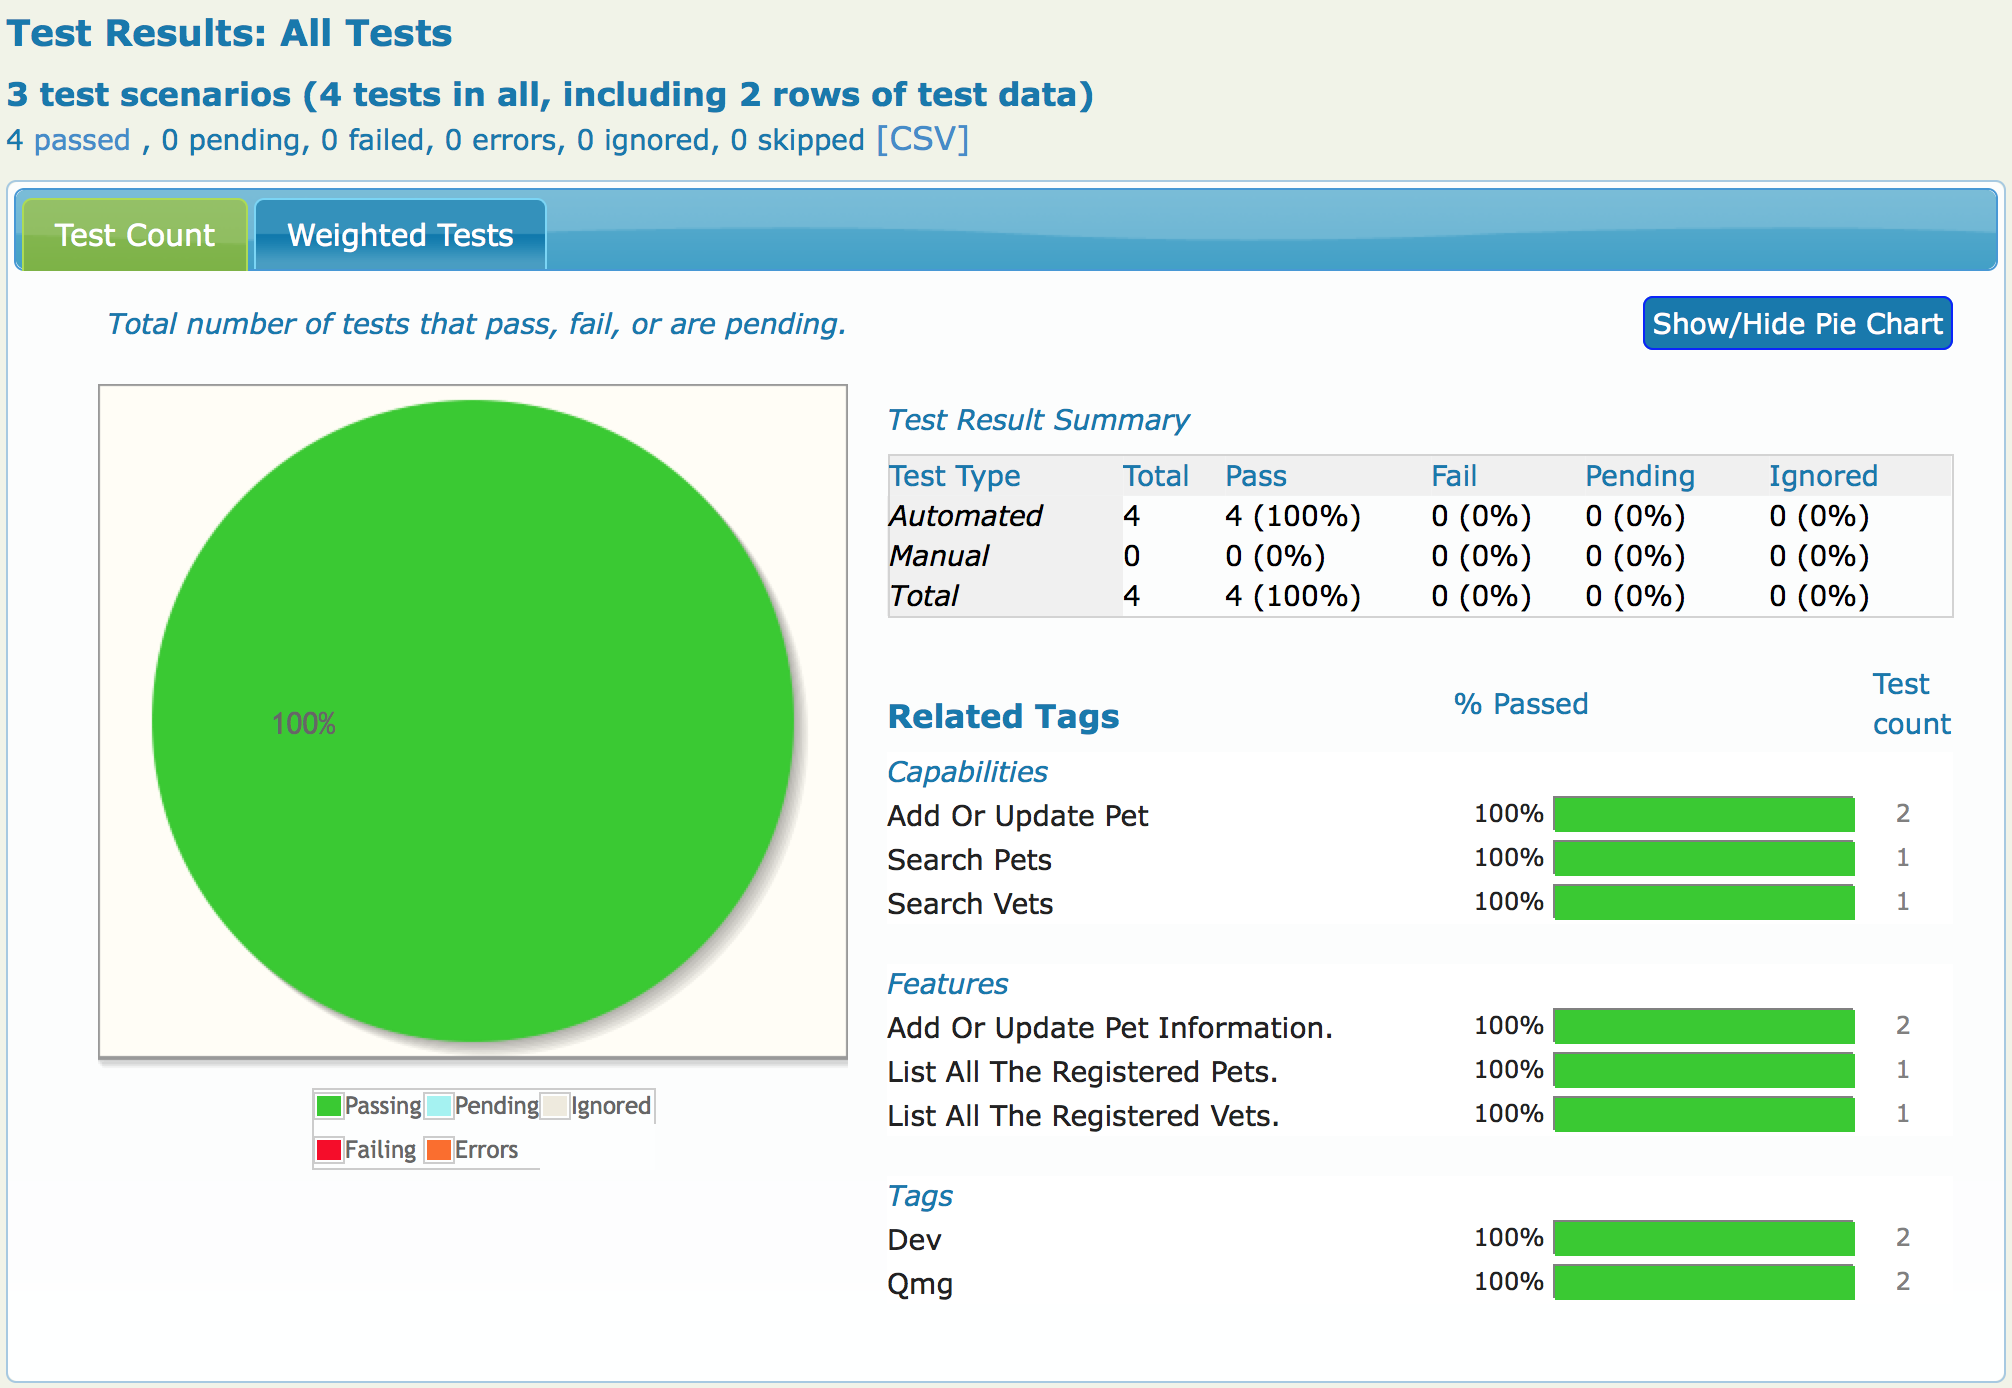 Test Results: All Tests
3 test scenarios (4 tests in all, including 2 rows of test data)
4 passed , 0 pending, 0 failed, 0 errors, 0 ignored, 0 skipped [CSV]
Test Count Weighted Tests
Total number of tests that pass, fail, or are pending.
Show/Hide Pie Chart
100%
Passing Pending Ignored
Failing Errors
Test Result Summary
Test Type Total Pass Fail Pending Ignored
Automated 4 4 (100%) 0 (0%) 0 (0%) 0 (0%)
Manual 0 0 (0%) 0 (0%) 0 (0%) 0 (0%)
Total 4 4 (100%) 0 (0%) 0 (0%) 0 (0%)
Related Tags % Passed Test count
Capabilities
Add Or Update Pet 100% 2
Search Pets 100% 1
Search Vets 100% 1
Features
Add Or Update Pet Information. 100% 2
List All The Registered Pets. 100% 1
List All The Registered Vets. 100% 1
Tags
Dev 100% 2
Qmg 100% 2